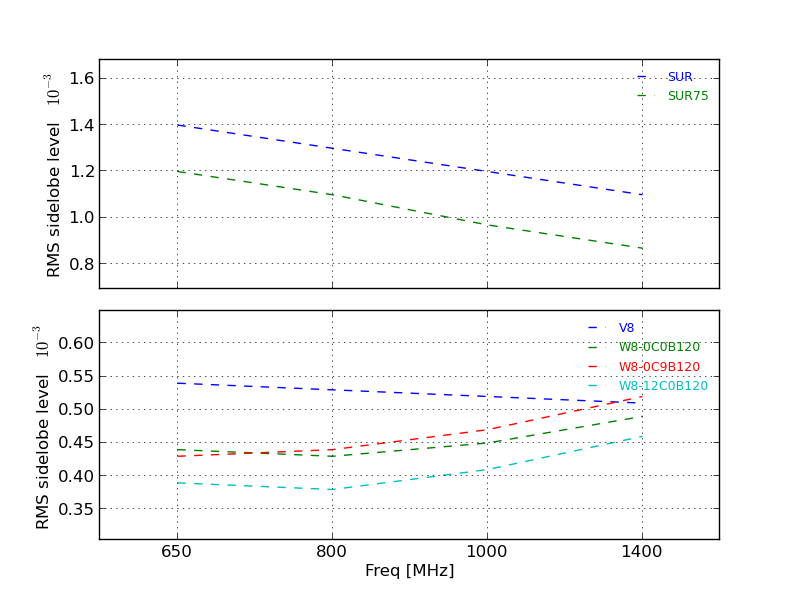 RMS sidelobe level 10⁻³
1.6
1.4
1.2
1.0
0.8
SUR
SUR75
RMS sidelobe level 10⁻³
0.60
0.55
0.50
0.45
0.40
0.35
V8
W8-0C0B120
W8-0C9B120
W8-12C0B120
650 800 1000 1400
Freq [MHz]